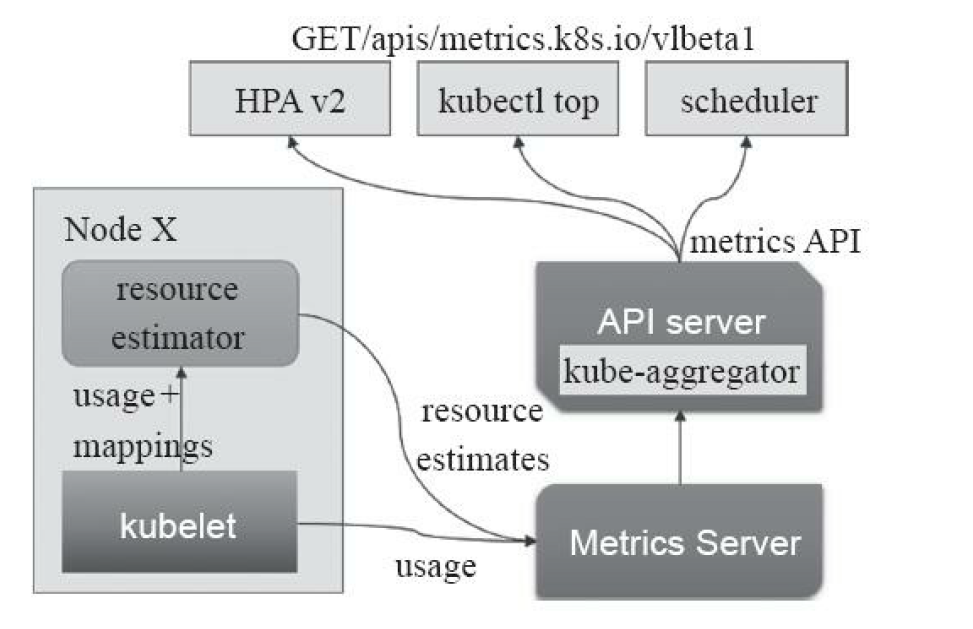 GET/apis/metrics.k8s.io/vlbeta1
HPA v2
kubectl top
scheduler
metrics API
Node X
resource
estimator
usage+
mappings
kubelet
resource
estimates
usage
API server
kube-aggregator
Metrics Server